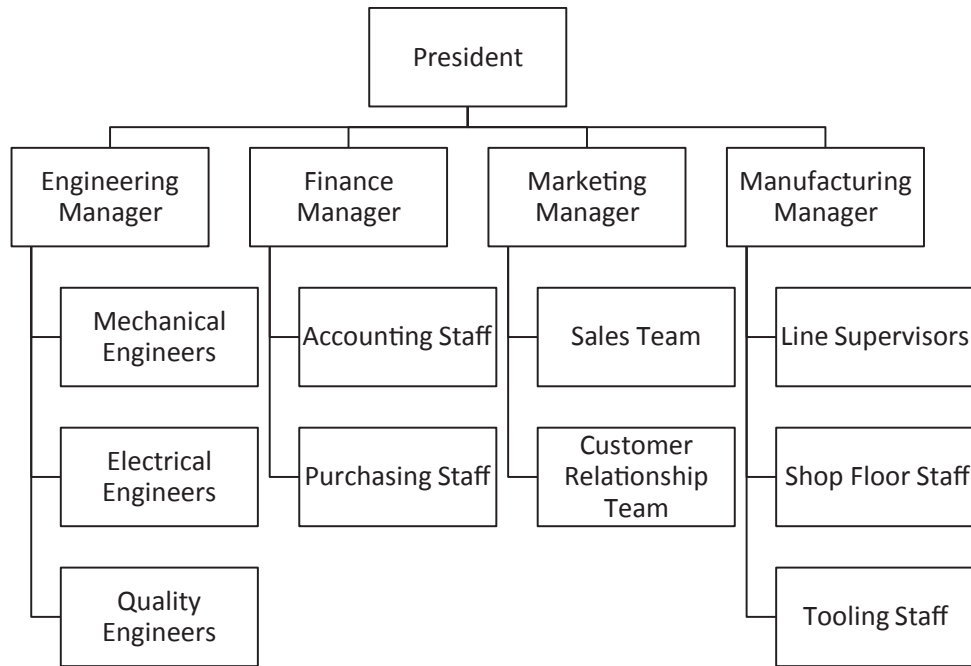 President
Engineering
Manager
Finance
Manager
Marketing
Manager
Manufacturing
Manager
Mechanical
Engineers
Accounting Staff
Sales Team
Line Supervisors
Electrical
Engineers
Purchasing Staff
Customer
Relationship
Team
Shop Floor Staff
Quality
Engineers
Tooling Staff